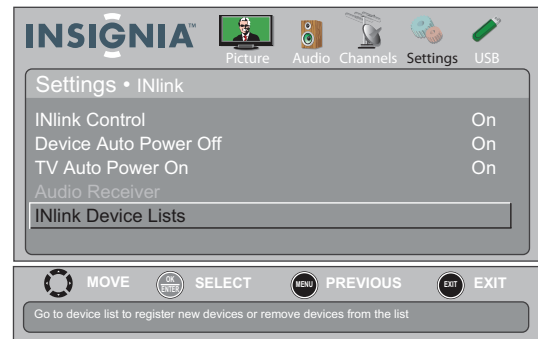 INSIGNIA™
Picture Audio Channels Settings USB
Settings • INlink
INlink Control On
Device Auto Power Off On
TV Auto Power On On
Audio Receiver
INlink Device Lists
MOVE OK ENTER SELECT MENU PREVIOUS EXIT EXIT
Go to device list to register new devices or remove devices from the list